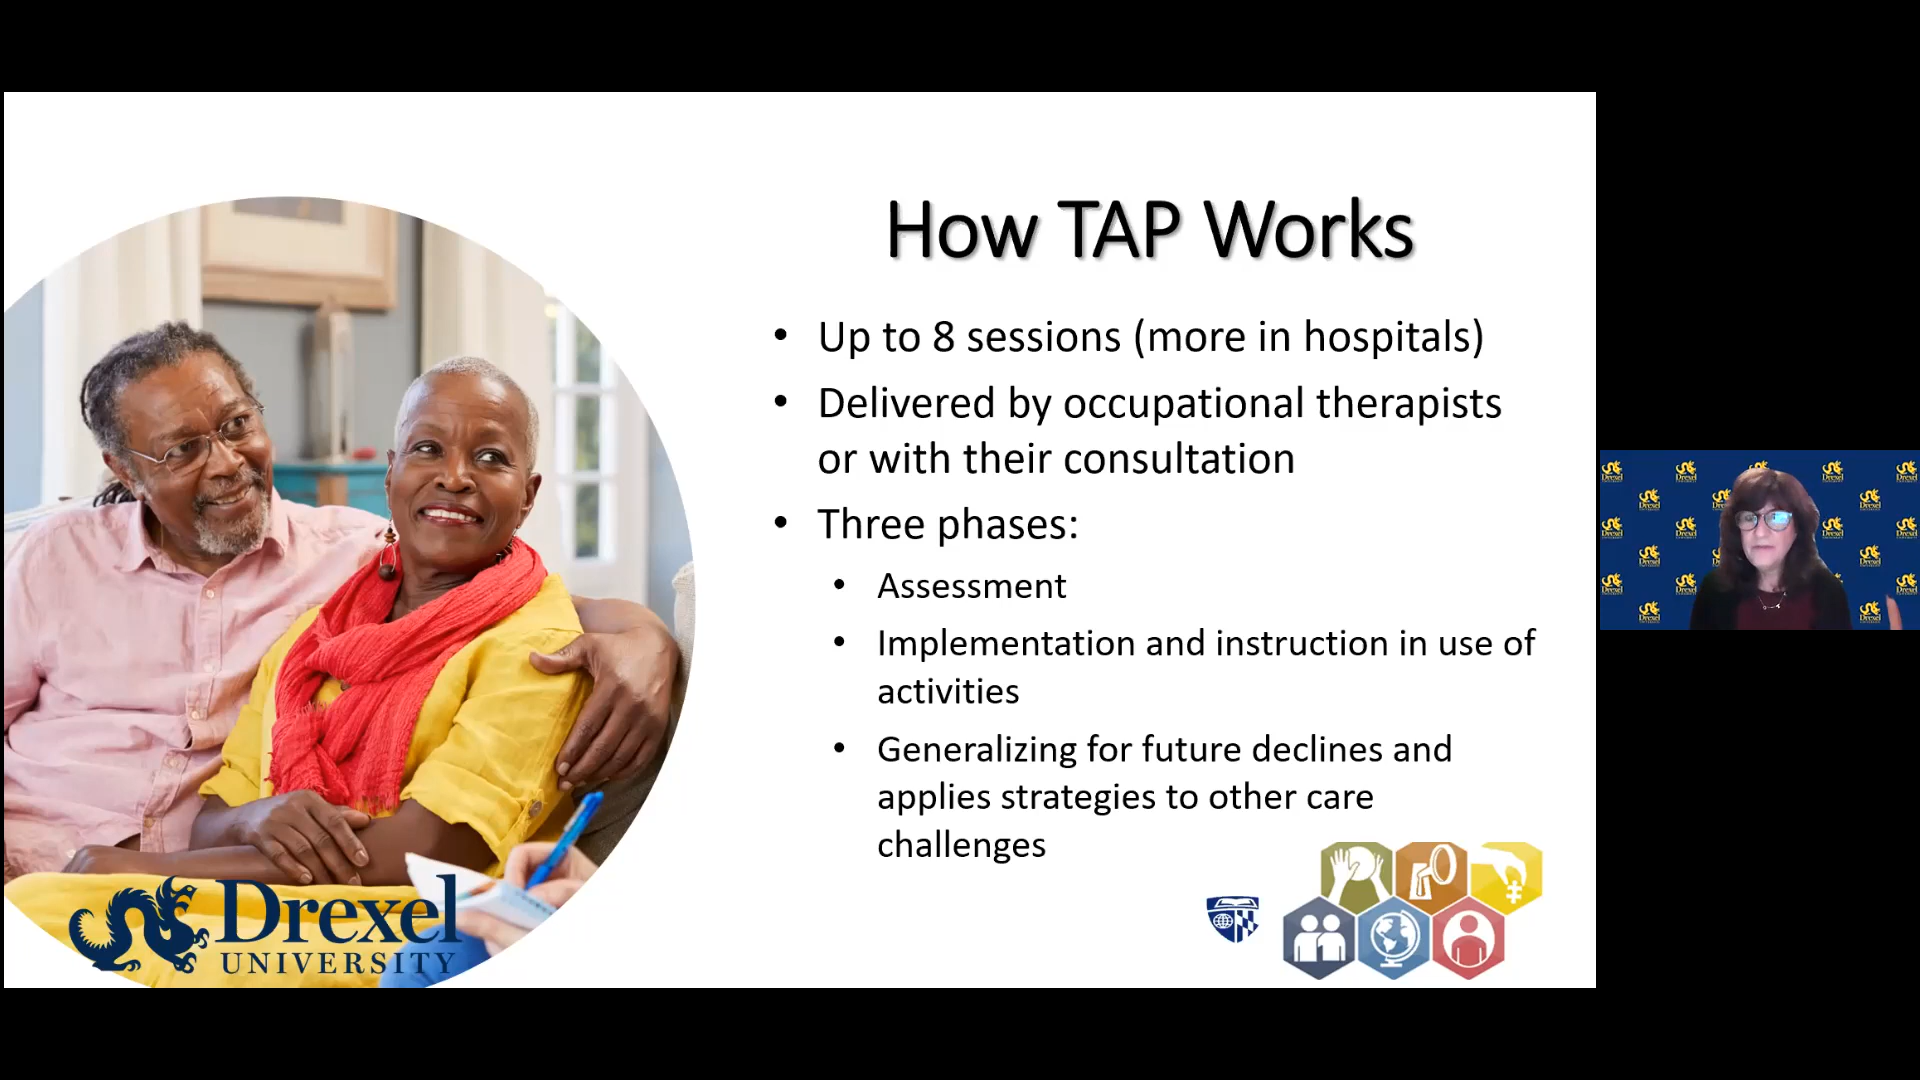 How TAP Works
• Up to 8 sessions (more in hospitals)
• Delivered by occupational therapists
or with their consultation
• Three phases:
• Assessment
• Implementation and instruction in use of
activities
• Generalizing for future declines and
applies strategies to other care
challenges
Drexel
UNIVERSITY